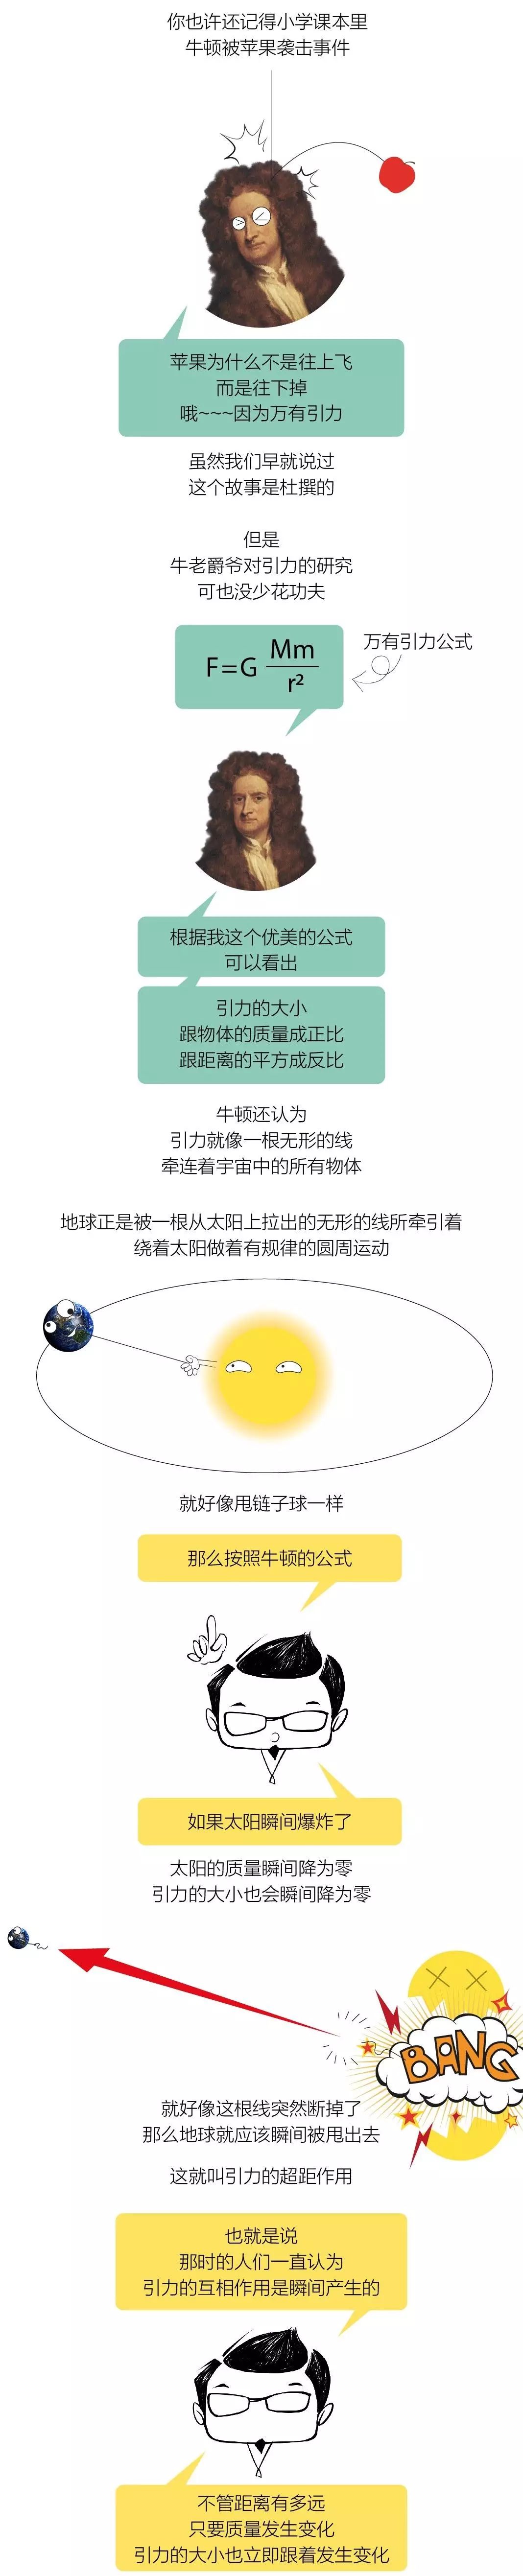 你也许还记得小学课本里
牛顿被苹果袭击事件
苹果为什么不是往上飞
而是往下掉
哦~~~因为万有引力
虽然我们早就说过
这个故事是杜撰的
但是
牛老爵爷对引力的研究
可也没少花功夫
万有引力公式
F=G Mm/r²
根据我这个优美的公式
可以看出
引力的大小
跟物体的质量成正比
跟距离的平方成反比
牛顿还认为
引力就像一根无形的线
牵连着宇宙中的所有物体
地球正是被一根从太阳上拉出的无形的线所牵引着
绕着太阳做着有规律的圆周运动
就好像甩链子球一样
那么按照牛顿的公式
如果太阳瞬间爆炸了
太阳的质量瞬间降为零
引力的大小也会瞬间降为零
BANG
就好像这根线突然断掉了
那么地球就应该瞬间被甩出去
这就叫引力的超距作用
也就是说
那时的人们一直认为
引力的互相作用是瞬间产生的
不管距离有多远
只要质量发生变化
引力的大小也立即跟着发生变化